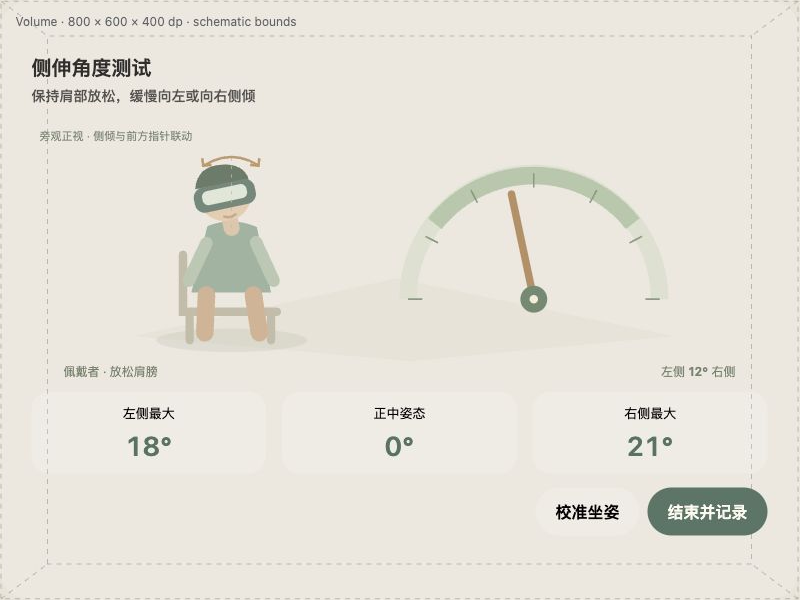 Volume · 800 × 600 × 400 dp · schematic bounds
侧伸角度测试
保持肩部放松，缓慢向左或向右侧倾
旁观正视 · 侧倾与前方指针联动
佩戴者 · 放松肩膀
左侧 12° 右侧
左侧最大
18°
正中姿态
0°
右侧最大
21°
校准坐姿
结束并记录